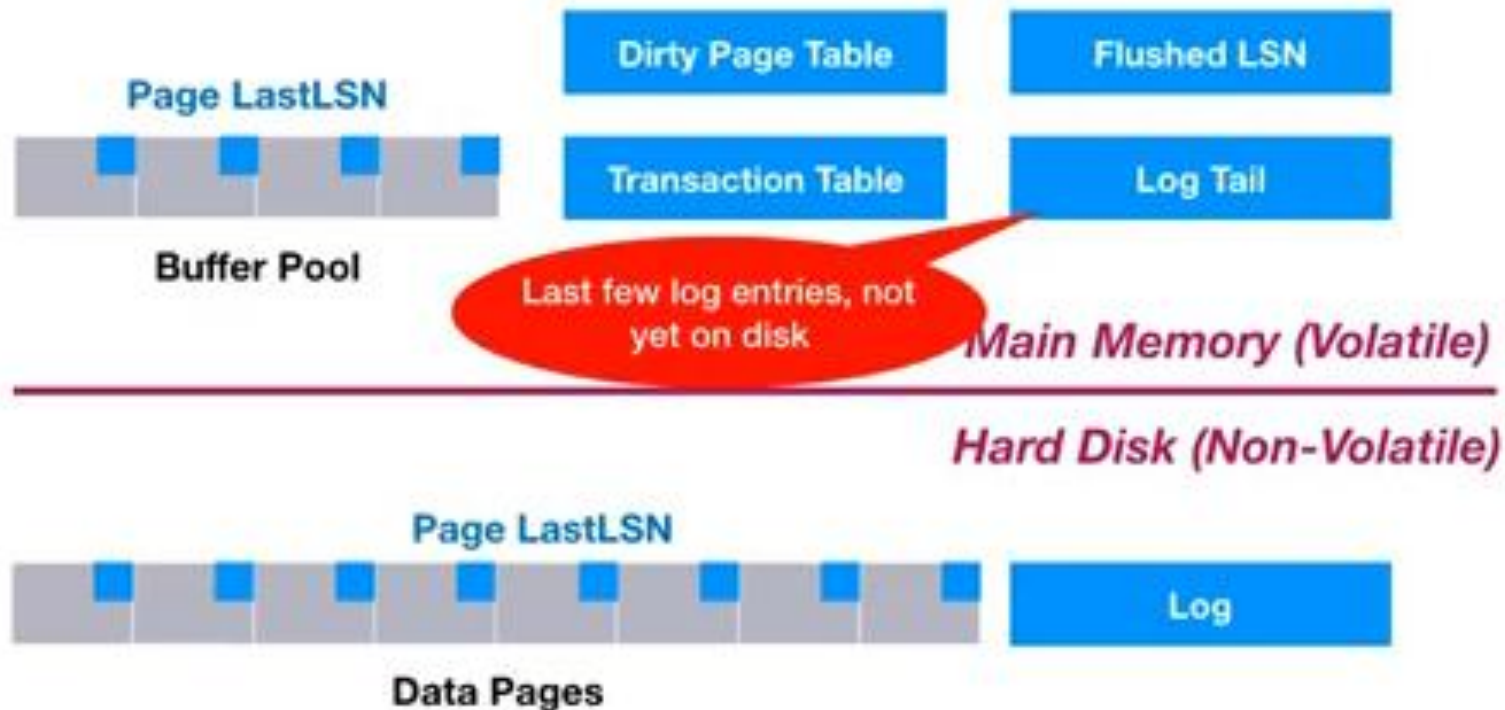 Dirty Page Table
Flushed LSN
Page LastLSN
Transaction Table
Log Tail
Buffer Pool
Last few log entries, not
yet on disk
Main Memory (Volatile)
Hard Disk (Non-Volatile)
Page LastLSN
Log
Data Pages